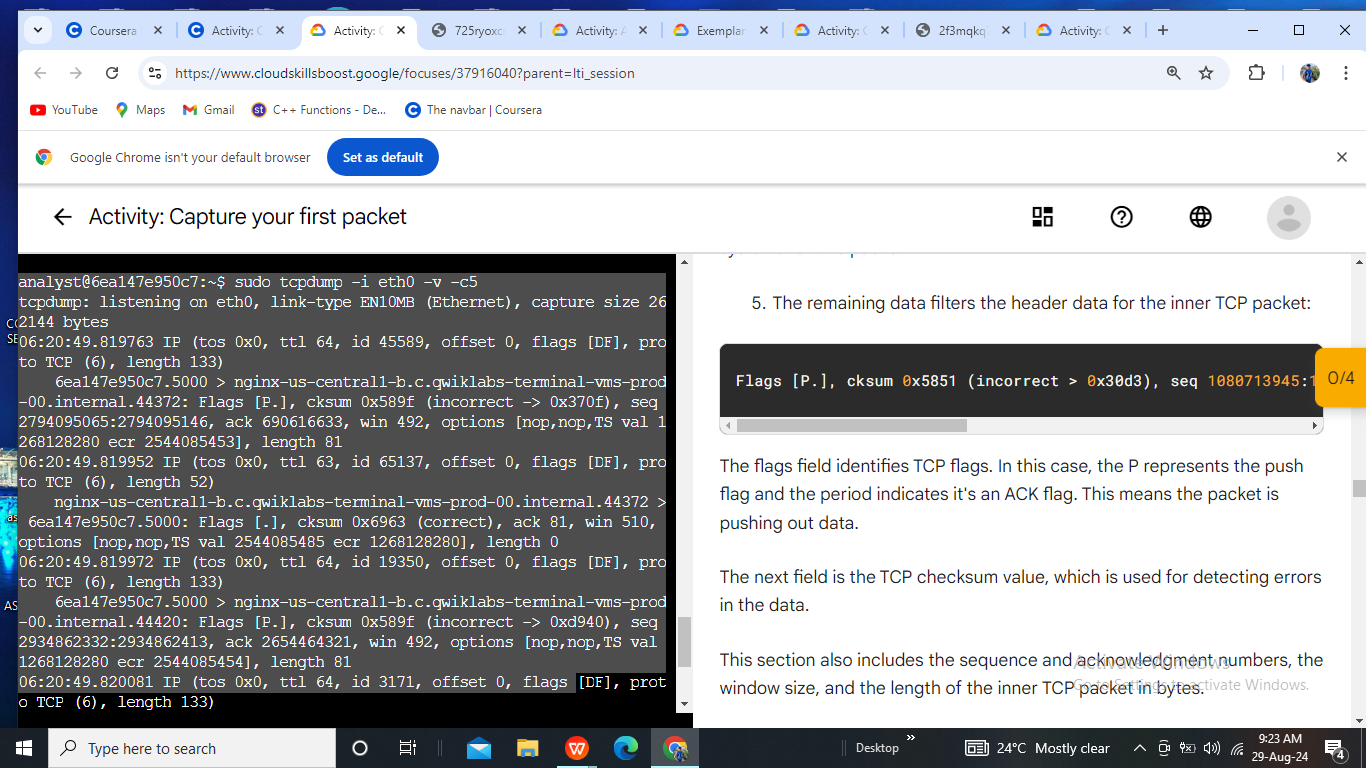 Coursera
Activity: C
Activity: C
725ryoxc
Activity: A
Exemplar
Activity: C
2f3mqkq
Activity: C
https://www.cloudskillsboost.google/focuses/37916040?parent=lti_session
YouTube
Maps
Gmail
C++ Functions - De...
The navbar | Coursera
Google Chrome isn't your default browser
Set as default
Activity: Capture your first packet
analyst@6ea147e950c7:~$ sudo tcpdump -i eth0 -v -c5
tcpdump: listening on eth0, link-type EN10MB (Ethernet), capture size 26
2144 bytes
06:20:49.819763 IP (tos 0x0, ttl 64, id 45589, offset 0, flags [DF], pro
to TCP (6), length 133)
6ea147e950c7.5000 > nginx-us-central1-b.c.qwiklabs-terminal-vms-prod
-00.internal.44372: Flags [P.], cksum 0x589f (incorrect -> 0x370f), seq
2794095065:2794095146, ack 690616633, win 492, options [nop,nop,TS val 1
268128280 ecr 2544085453], length 81
06:20:49.819952 IP (tos 0x0, ttl 63, id 65137, offset 0, flags [DF], pro
to TCP (6), length 52)
nginx-us-central1-b.c.qwiklabs-terminal-vms-prod-00.internal.44372 >
6ea147e950c7.5000: Flags [.], cksum 0x6963 (correct), ack 81, win 510,
options [nop,nop,TS val 2544085485 ecr 1268128280], length 0
06:20:49.819972 IP (tos 0x0, ttl 64, id 19350, offset 0, flags [DF], pro
to TCP (6), length 133)
6ea147e950c7.5000 > nginx-us-central1-b.c.qwiklabs-terminal-vms-prod
-00.internal.44420: Flags [P.], cksum 0x589f (incorrect -> 0xd940), seq
2934862332:2934862413, ack 2654464321, win 492, options [nop,nop,TS val
1268128280 ecr 2544085454], length 81
06:20:49.820081 IP (tos 0x0, ttl 64, id 3171, offset 0, flags [DF], prot
o TCP (6), length 133)
5. The remaining data filters the header data for the inner TCP packet:
Flags [P.], cksum 0x5851 (incorrect > 0x30d3), seq 1080713945:1
0/4
The flags field identifies TCP flags. In this case, the P represents the push
flag and the period indicates it's an ACK flag. This means the packet is
pushing out data.
The next field is the TCP checksum value, which is used for detecting errors
in the data.
This section also includes the sequence and acknowledgment numbers, the
window size, and the length of the inner TCP packet in bytes.
Activate Windows
Go to Settings to activate Windows.
Type here to search
Desktop
24°C Mostly clear
9:23 AM
29-Aug-24
4